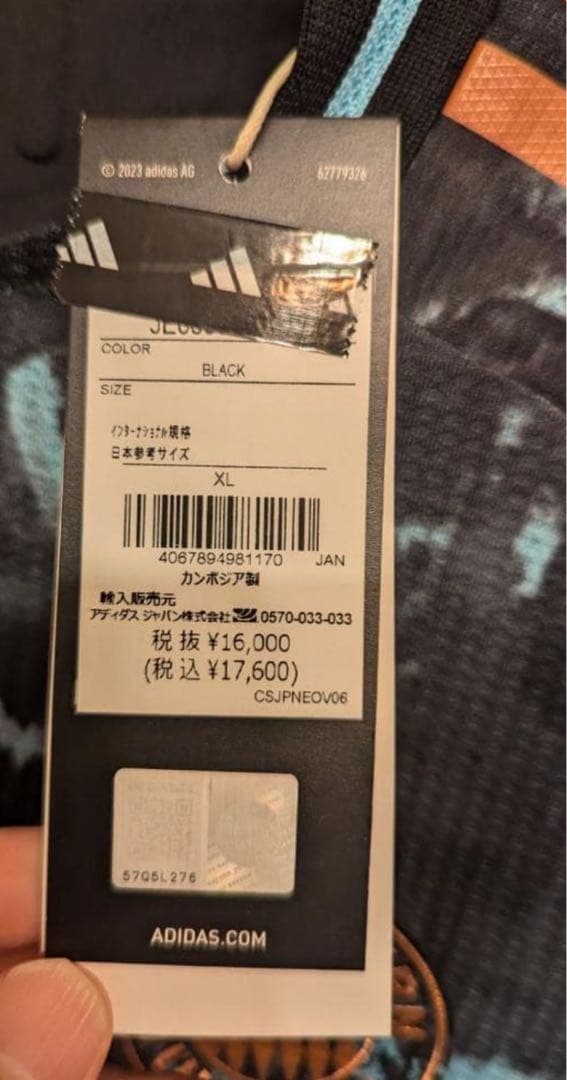 © 2023 adidas AG 62779326
COLOR
BLACK
SIZE
インターナショナル規格
日本参考サイズ
XL
4067894981170 JAN
カンボジア製
輸入販売元
アディダス ジャパン株式会社 0570-033-033
税抜 ¥16,000
(税込 ¥17,600)
CSJPNEOV06
57Q5L276
ADIDAS.COM